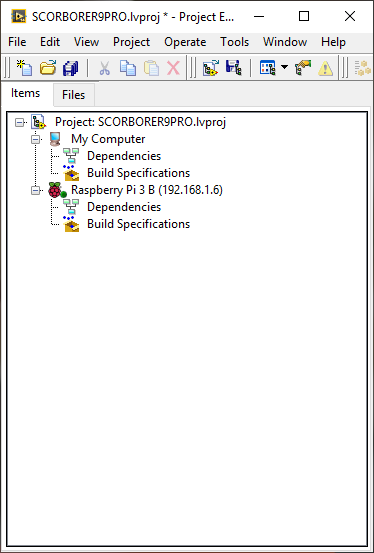 SCORBORER9PRO.lvproj * - Project E...
File Edit View Project Operate Tools Window Help
Items Files
Project: SCORBORER9PRO.lvproj
My Computer
Dependencies
Build Specifications
Raspberry Pi 3 B (192.168.1.6)
Dependencies
Build Specifications